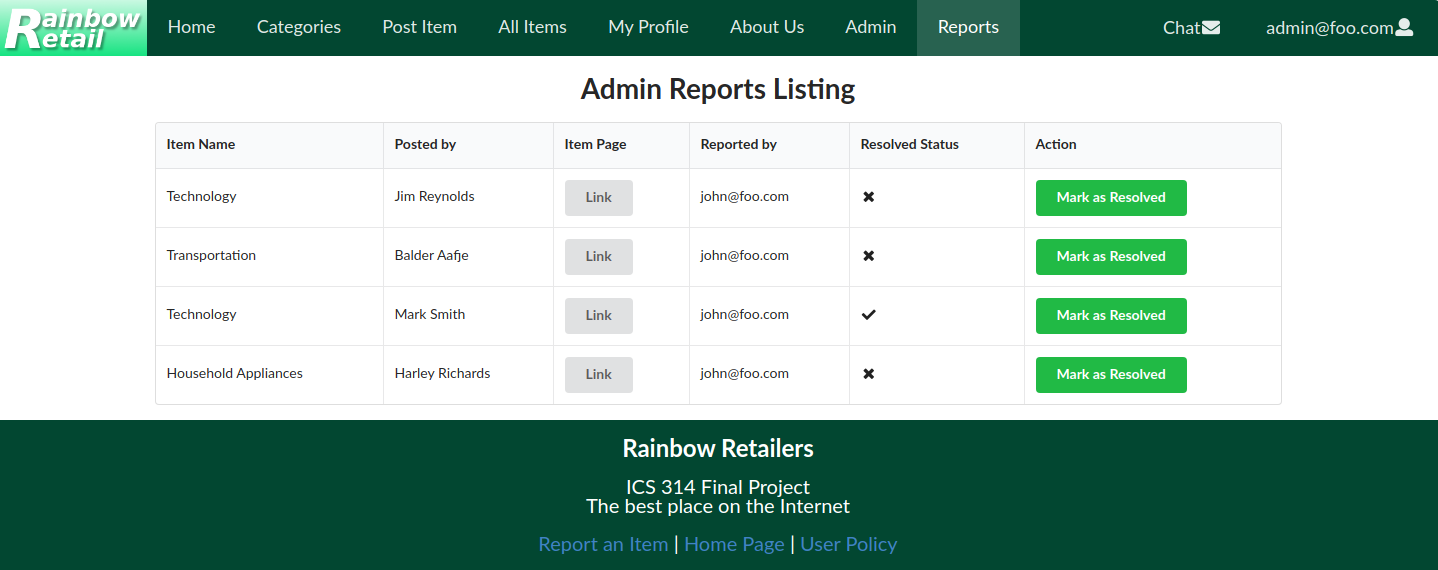 Rainbow Retail
Home Categories Post Item All Items My Profile About Us Admin Reports Chat admin@foo.com
Admin Reports Listing
Item Name Posted by Item Page Reported by Resolved Status Action
Technology Jim Reynolds Link john@foo.com Mark as Resolved
Transportation Balder Aafje Link john@foo.com Mark as Resolved
Technology Mark Smith Link john@foo.com Mark as Resolved
Household Appliances Harley Richards Link john@foo.com Mark as Resolved
Rainbow Retailers
ICS 314 Final Project
The best place on the Internet
Report an Item | Home Page | User Policy